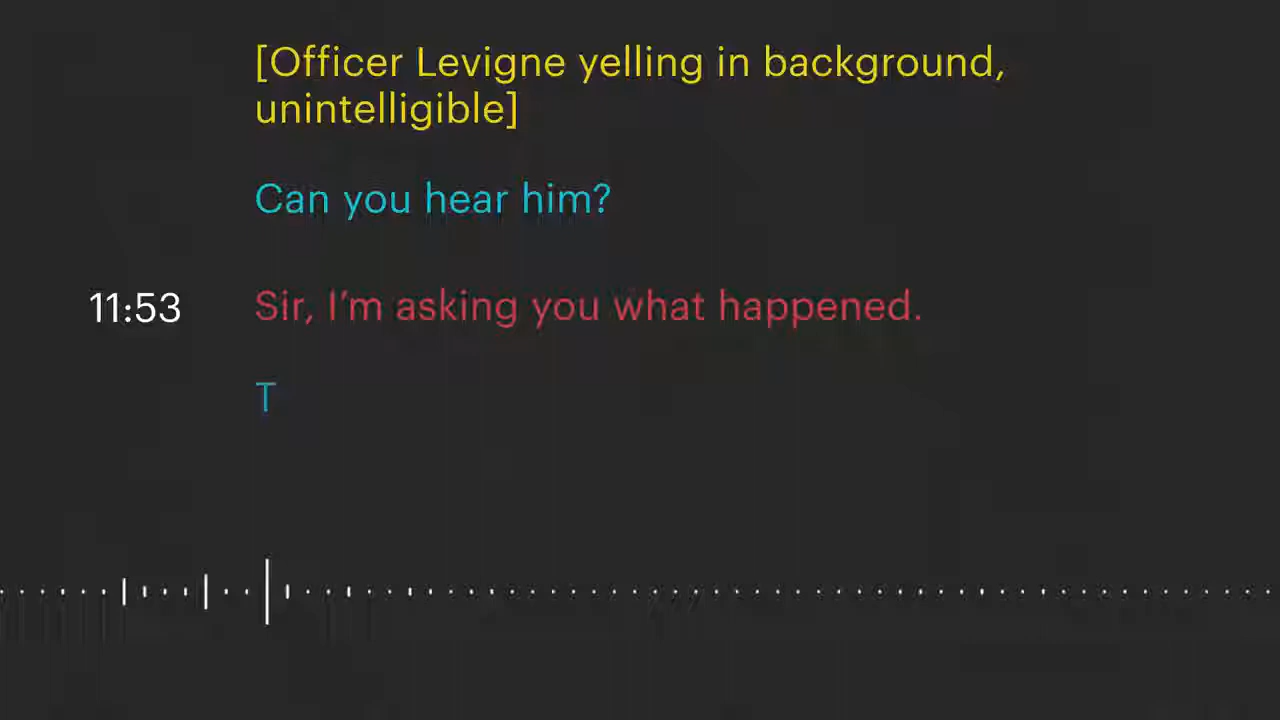 [Officer Levigne yelling in background,
unintelligible]
Can you hear him?
11:53 Sir, I’m asking you what happened.
T